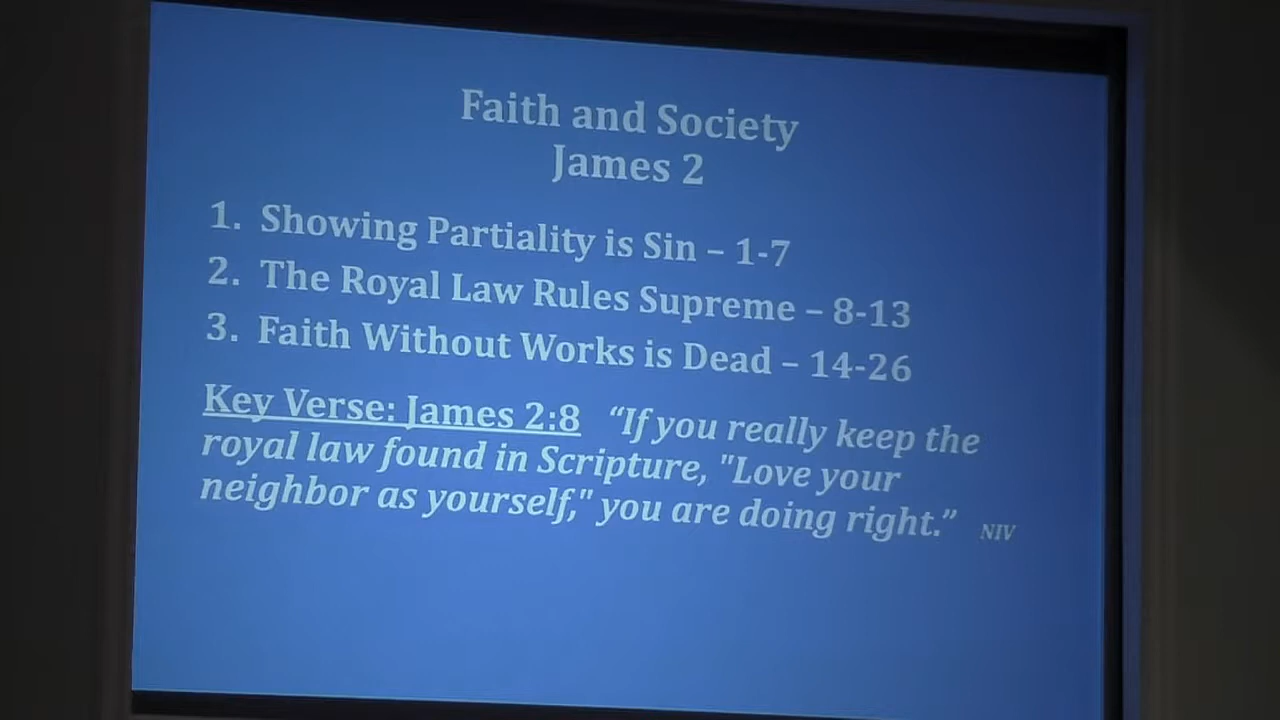 Faith and Society
James 2
1. Showing Partiality is Sin – 1-7
2. The Royal Law Rules Supreme – 8-13
3. Faith Without Works is Dead – 14-26
Key Verse: James 2:8 “If you really keep the
royal law found in Scripture, "Love your
neighbor as yourself," you are doing right.” NIV